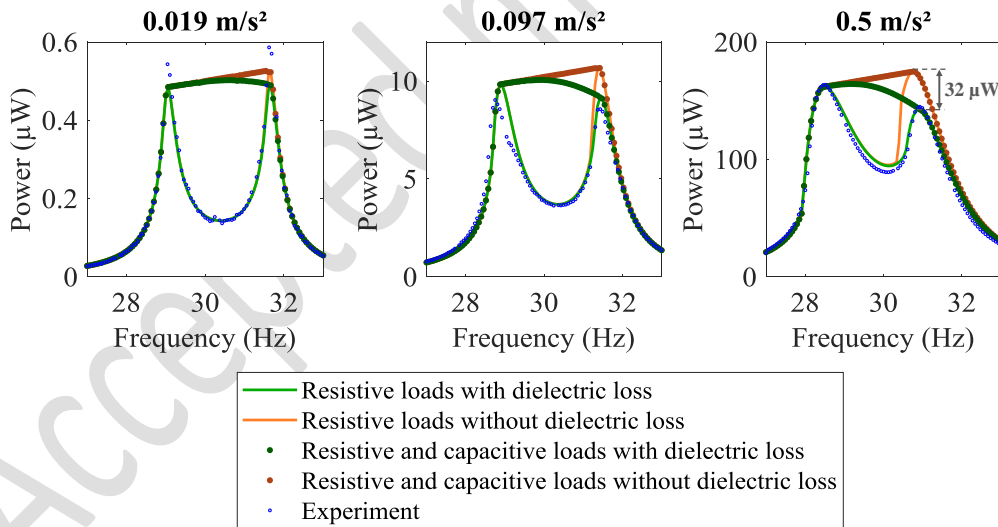 0.019 m/s²
0.097 m/s²
0.5 m/s²
Power (µW)
0.6
0.4
0.2
0
28
30
32
Frequency (Hz)
Power (µW)
10
5
0
28
30
32
Frequency (Hz)
Power (µW)
200
100
0
28
30
32
Frequency (Hz)
32 µW
Resistive loads with dielectric loss
Resistive loads without dielectric loss
Resistive and capacitive loads with dielectric loss
Resistive and capacitive loads without dielectric loss
Experiment
Accepted